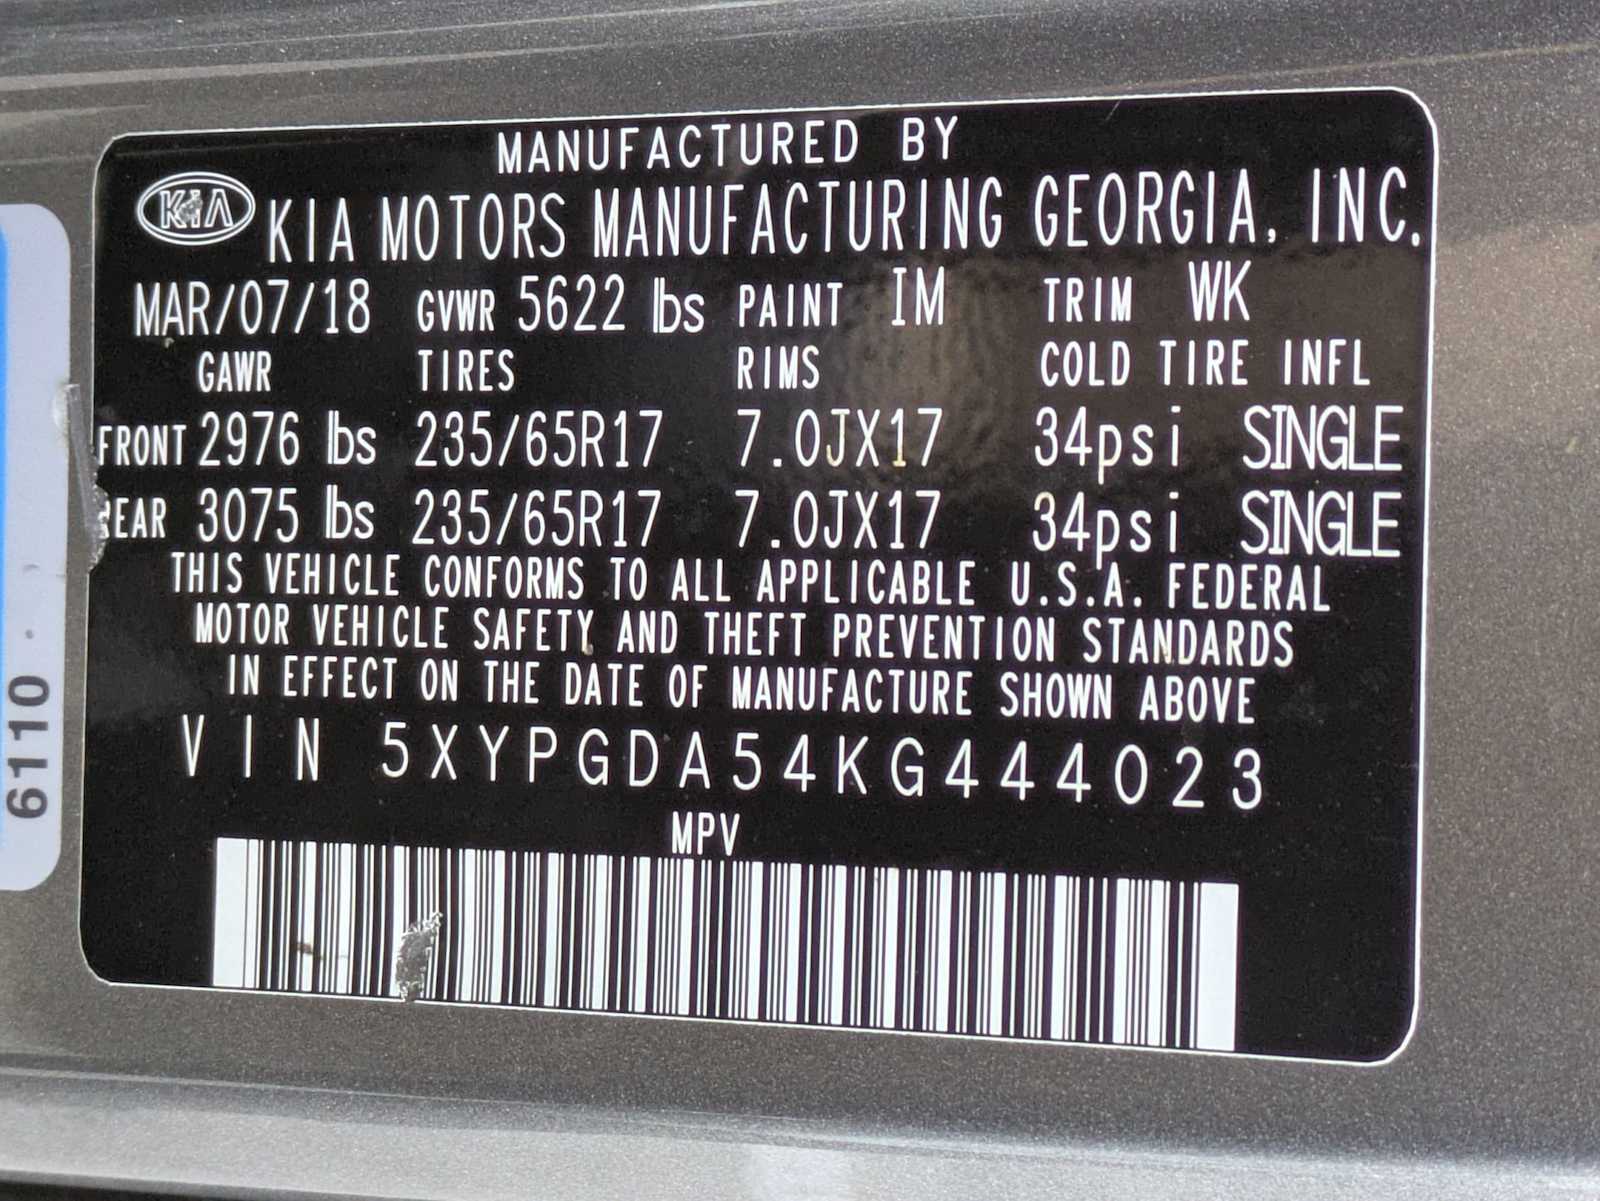 MANUFACTURED BY
KIA KIA MOTORS MANUFACTURING GEORGIA, INC.
MAR/07/18 GVWR 5622 lbs PAINT IM TRIM WK
GAWR TIRES RIMS COLD TIRE INFL
FRONT 2976 lbs 235/65R17 7.0JX17 34psi SINGLE
REAR 3075 lbs 235/65R17 7.0JX17 34psi SINGLE
THIS VEHICLE CONFORMS TO ALL APPLICABLE U.S.A. FEDERAL
MOTOR VEHICLE SAFETY AND THEFT PREVENTION STANDARDS
IN EFFECT ON THE DATE OF MANUFACTURE SHOWN ABOVE
VIN 5XYPGDA54KG444023
MPV
6110